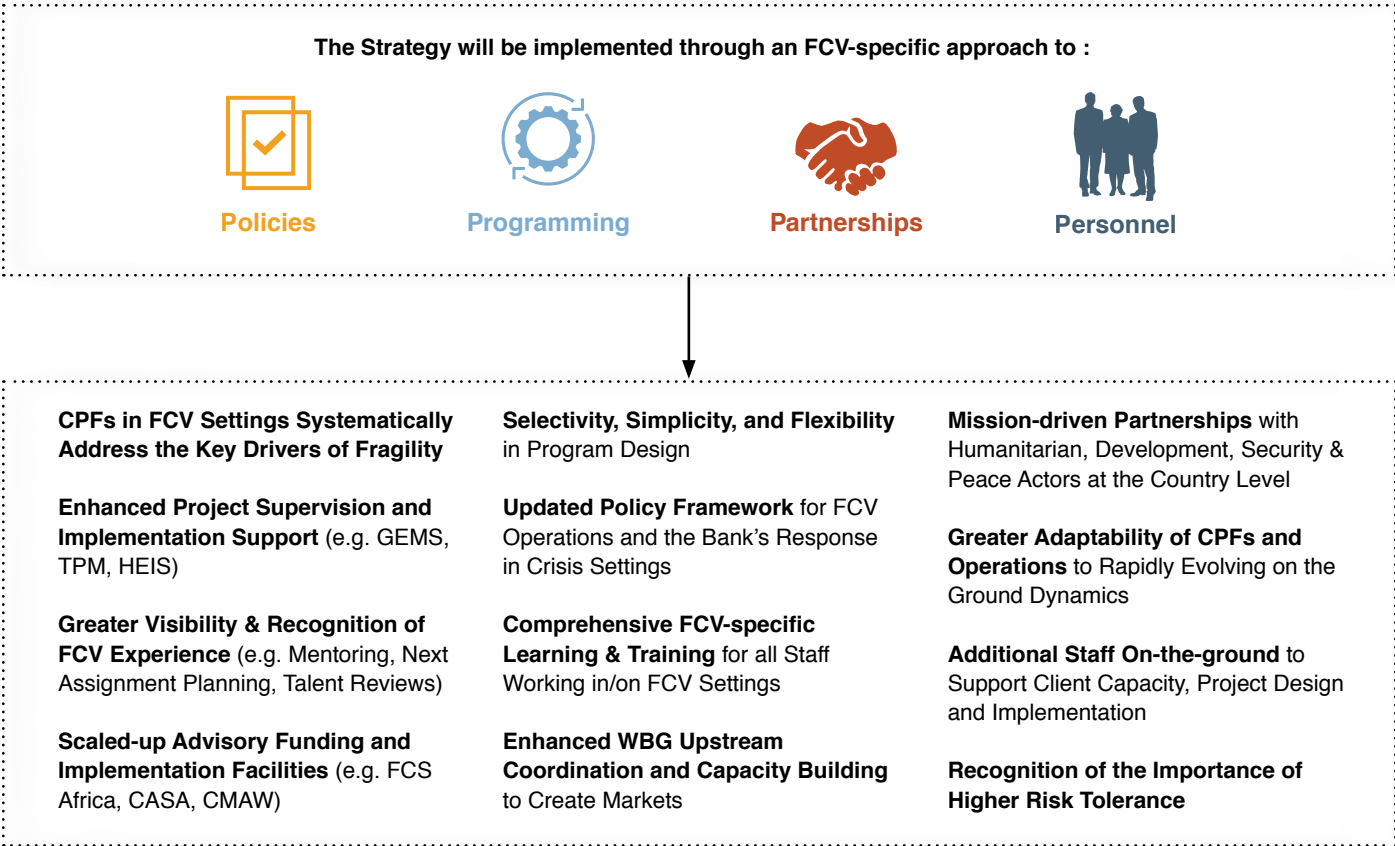 The Strategy will be implemented through an FCV-specific approach to :
Policies
Programming
Partnerships
Personnel
CPFs in FCV Settings Systematically
Address the Key Drivers of Fragility
Enhanced Project Supervision and
Implementation Support (e.g. GEMS,
TPM, HEIS)
Greater Visibility & Recognition of
FCV Experience (e.g. Mentoring, Next
Assignment Planning, Talent Reviews)
Scaled-up Advisory Funding and
Implementation Facilities (e.g. FCS
Africa, CASA, CMAW)
Selectivity, Simplicity, and Flexibility
in Program Design
Updated Policy Framework for FCV
Operations and the Bank’s Response
in Crisis Settings
Comprehensive FCV-specific
Learning & Training for all Staff
Working in/on FCV Settings
Enhanced WBG Upstream
Coordination and Capacity Building
to Create Markets
Mission-driven Partnerships with
Humanitarian, Development, Security &
Peace Actors at the Country Level
Greater Adaptability of CPFs and
Operations to Rapidly Evolving on the
Ground Dynamics
Additional Staff On-the-ground to
Support Client Capacity, Project Design
and Implementation
Recognition of the Importance of
Higher Risk Tolerance